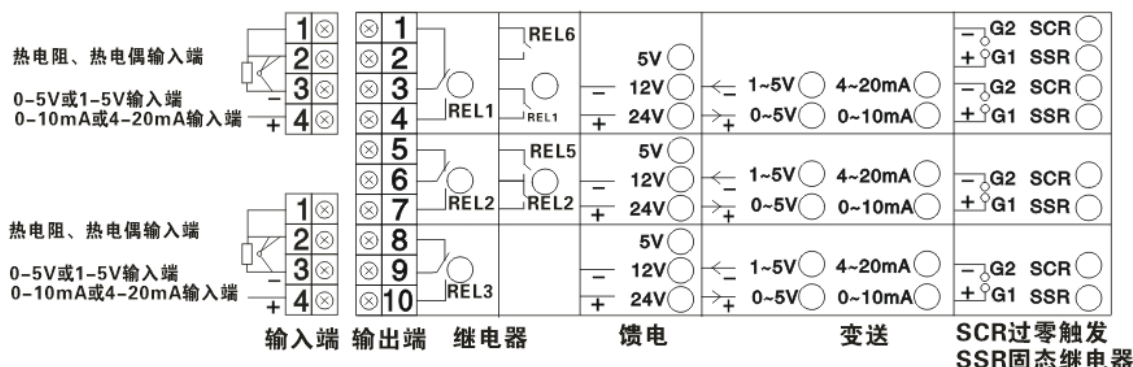 热电阻、热电偶输入端
0-5V或1-5V输入端
0-10mA或4-20mA输入端
1
2
3
- 4
+
热电阻、热电偶输入端
0-5V或1-5V输入端
0-10mA或4-20mA输入端
1
2
3
- 4
+
输入端
1
2
3
4
5
6
7
8
9
10
输出端
REL1
REL6
REL1
REL2
REL5
REL2
REL3
继电器
5V
- 12V
+ 24V
5V
- 12V
+ 24V
5V
- 12V
+ 24V
馈电
- 1~5V 4~20mA
+ 0~5V 0~10mA
- 1~5V 4~20mA
+ 0~5V 0~10mA
- 1~5V 4~20mA
+ 0~5V 0~10mA
变送
- G2 SCR
+ G1 SSR
- G2 SCR
+ G1 SSR
- G2 SCR
+ G1 SSR
- G2 SCR
+ G1 SSR
SCR过零触发
SSR固态继电器